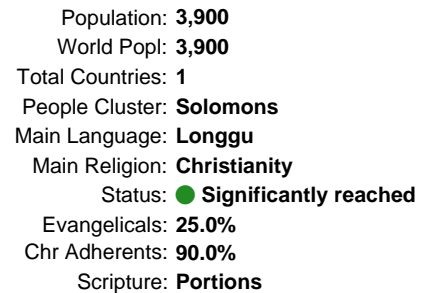 Population: 3,900
World Popl: 3,900
Total Countries: 1
People Cluster: Solomons
Main Language: Longgu
Main Religion: Christianity
Status: Significantly reached
Evangelicals: 25.0%
Chr Adherents: 90.0%
Scripture: Portions